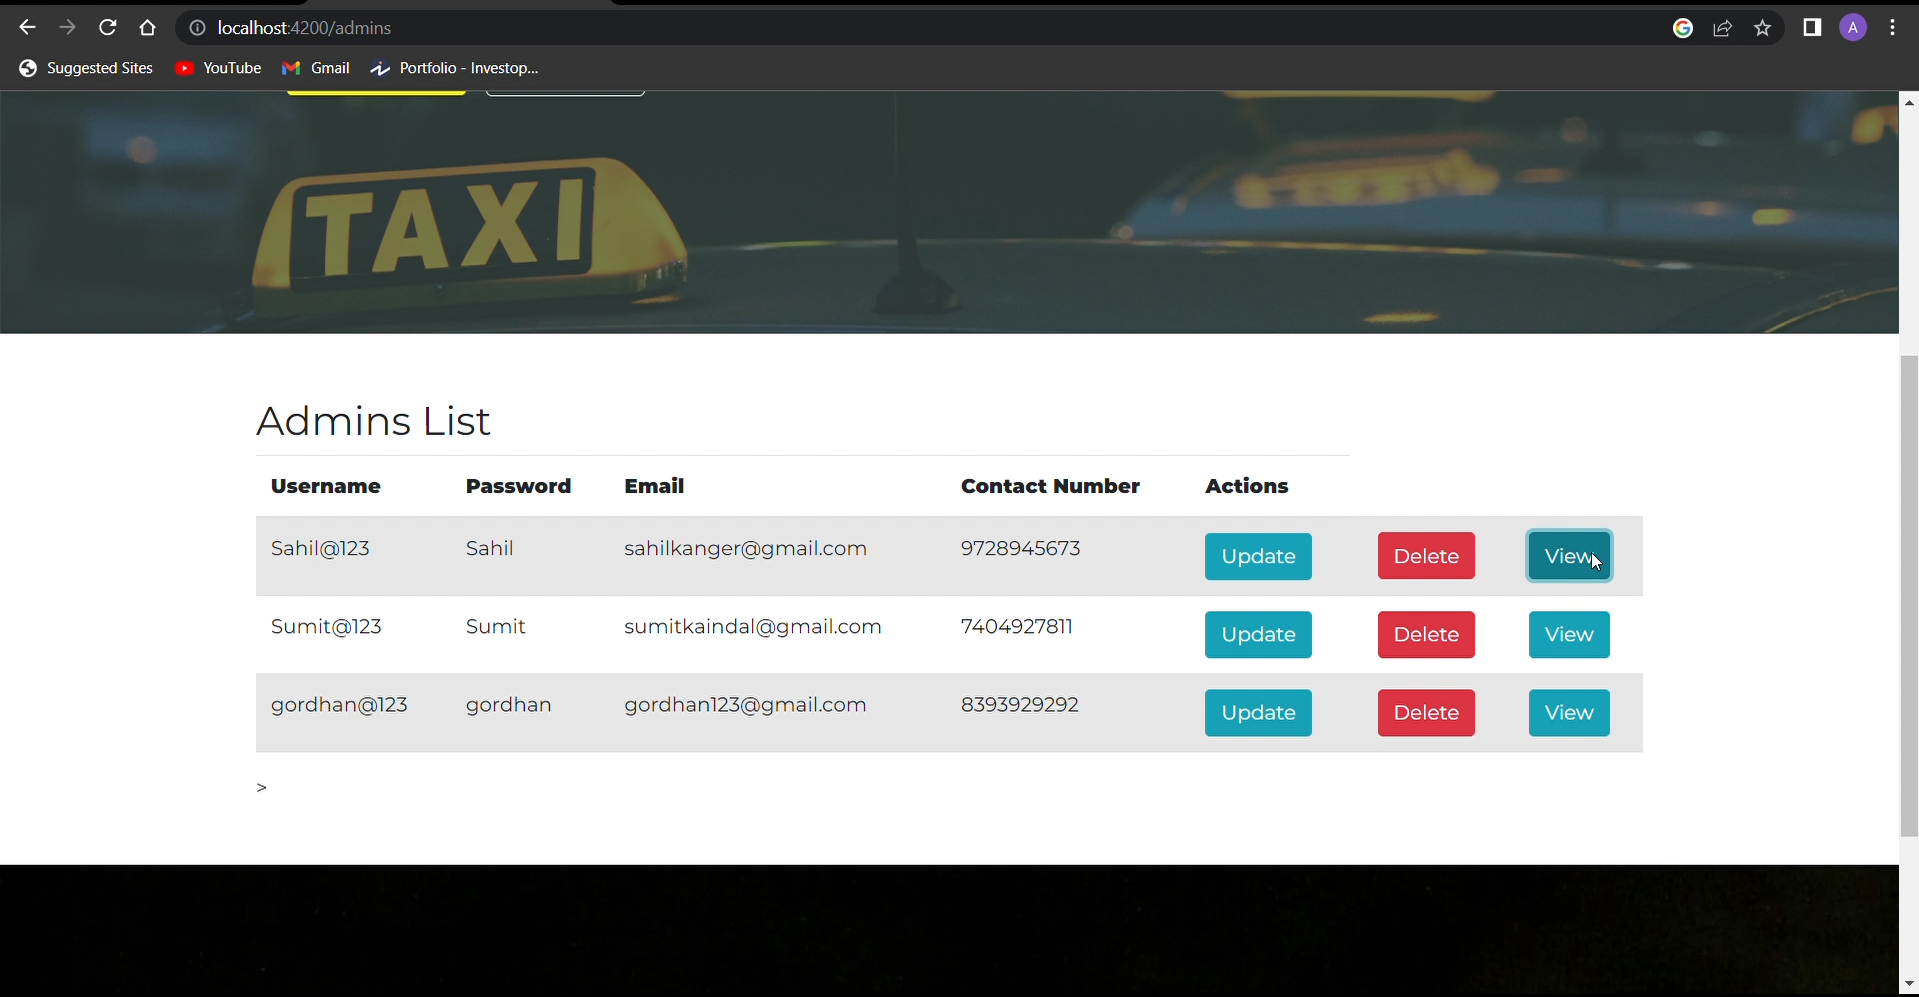 localhost:4200/admins
A
Suggested Sites YouTube Gmail Portfolio - Investop...
TAXI
Admins List
Username Password Email Contact Number Actions
Sahil@123 Sahil sahilkanger@gmail.com 9728945673 Update Delete View
Sumit@123 Sumit sumitkaindal@gmail.com 7404927811 Update Delete View
gordhan@123 gordhan gordhan123@gmail.com 8393929292 Update Delete View
>